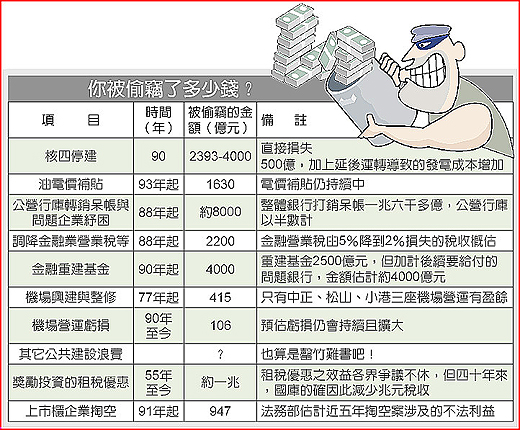 你被偷竊了多少錢？
項 目 時間（年） 被偷竊的金額（億元） 備 註
核四停建 90 2393-4000 直接損失
500億，加上延後運轉導致的發電成本增加
油電價補貼 93年起 1630 電價補貼仍持續中
公營行庫轉銷呆帳與問題企業紓困 88年起 約8000 整體銀行打銷呆帳一兆六千多億，公營行庫
以半數計
調降金融業營業稅等 88年起 2200 金融營業稅由5%降到2%損失的稅收概估
金融重建基金 90年起 4000 重建基金2500億元，但加計後續要給付的
問題銀行，金額估計約4000億元
機場興建與整修 77年起 415 只有中正、松山、小港三座機場營運有盈餘
機場營運虧損 90年至今 106 預估虧損仍會持續且擴大
其它公共建設浪費 ？ 也算是罄竹難書吧！
獎勵投資的租稅優惠 55年至今 約一兆 租稅優惠之效益各界爭議不休，但四十年來，
國庫的確因此減少兆元稅收
上市櫃企業掏空 91年起 947 法務部估計近五年掏空案涉及的不法利益